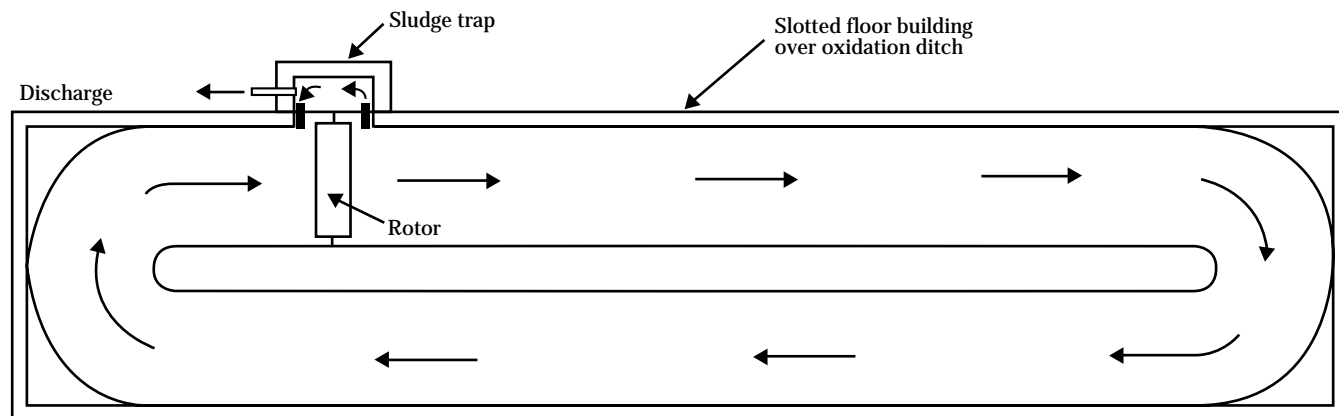 Sludge trap
Slotted floor building
over oxidation ditch
Discharge
Rotor